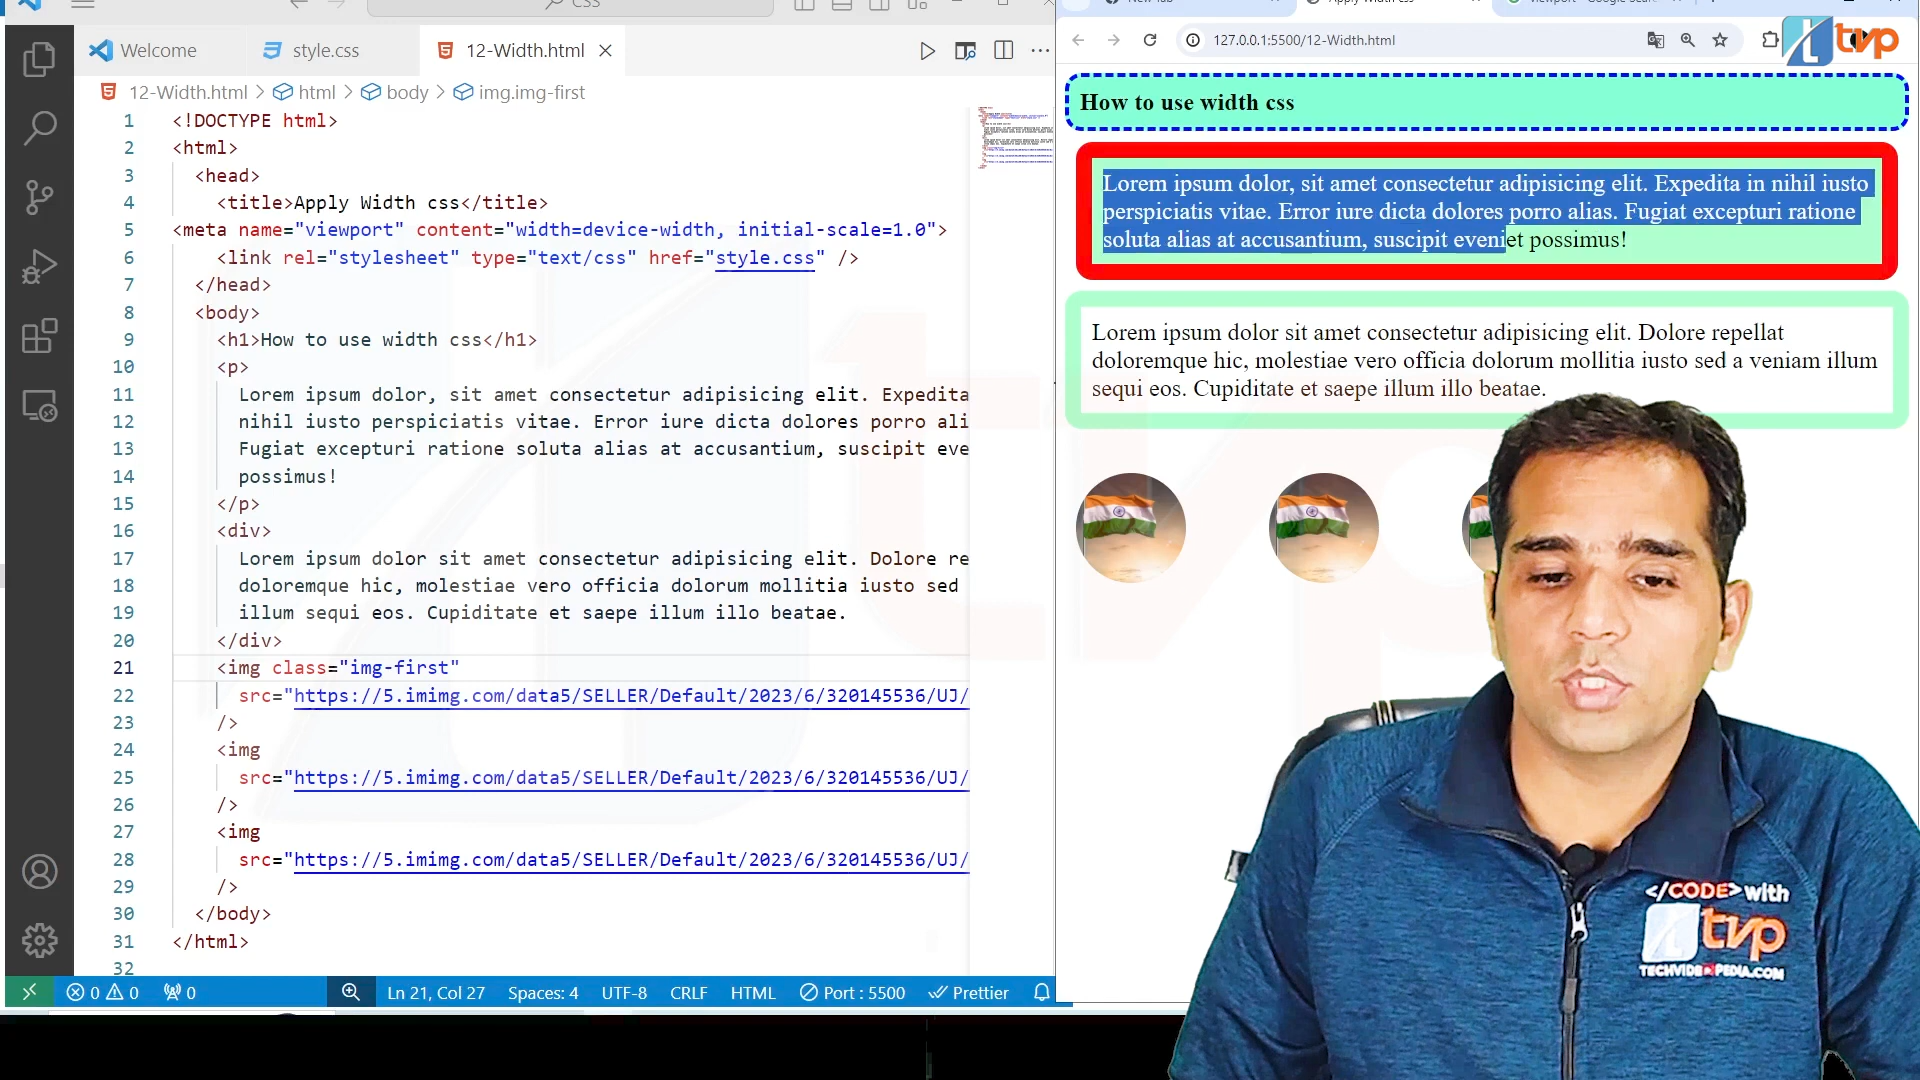 CSS
Welcome
style.css
12-Width.html
12-Width.html > html > body > img.img-first
1 <!DOCTYPE html>
2 <html>
3 <head>
4 <title>Apply Width css</title>
5 <meta name="viewport" content="width=device-width, initial-scale=1.0">
6 <link rel="stylesheet" type="text/css" href="style.css" />
7 </head>
8 <body>
9 <h1>How to use width css</h1>
10 <p>
11 Lorem ipsum dolor, sit amet consectetur adipisicing elit. Expedita
12 nihil iusto perspiciatis vitae. Error iure dicta dolores porro ali
13 Fugiat excepturi ratione soluta alias at accusantium, suscipit eve
14 possimus!
15 </p>
16 <div>
17 Lorem ipsum dolor sit amet consectetur adipisicing elit. Dolore re
18 doloremque hic, molestiae vero officia dolorum mollitia iusto sed
19 illum sequi eos. Cupiditate et saepe illum illo beatae.
20 </div>
21 <img class="img-first"
22 src="https://5.imimg.com/data5/SELLER/Default/2023/6/320145536/UJ/
23 />
24 <img
25 src="https://5.imimg.com/data5/SELLER/Default/2023/6/320145536/UJ/
26 />
27 <img
28 src="https://5.imimg.com/data5/SELLER/Default/2023/6/320145536/UJ/
29 />
30 </body>
31 </html>
32
0 0 0 Ln 21, Col 27 Spaces: 4 UTF-8 CRLF HTML Port : 5500 Prettier
127.0.0.1:5500/12-Width.html
tvp
How to use width css
Lorem ipsum dolor, sit amet consectetur adipisicing elit. Expedita in nihil iusto
perspiciatis vitae. Error iure dicta dolores porro alias. Fugiat excepturi ratione
soluta alias at accusantium, suscipit eveniet possimus!
Lorem ipsum dolor sit amet consectetur adipisicing elit. Dolore repellat
doloremque hic, molestiae vero officia dolorum mollitia iusto sed a veniam illum
sequi eos. Cupiditate et saepe illum illo beatae.
</CODE> with
tvp
TECHVIDEOPEDIA.COM